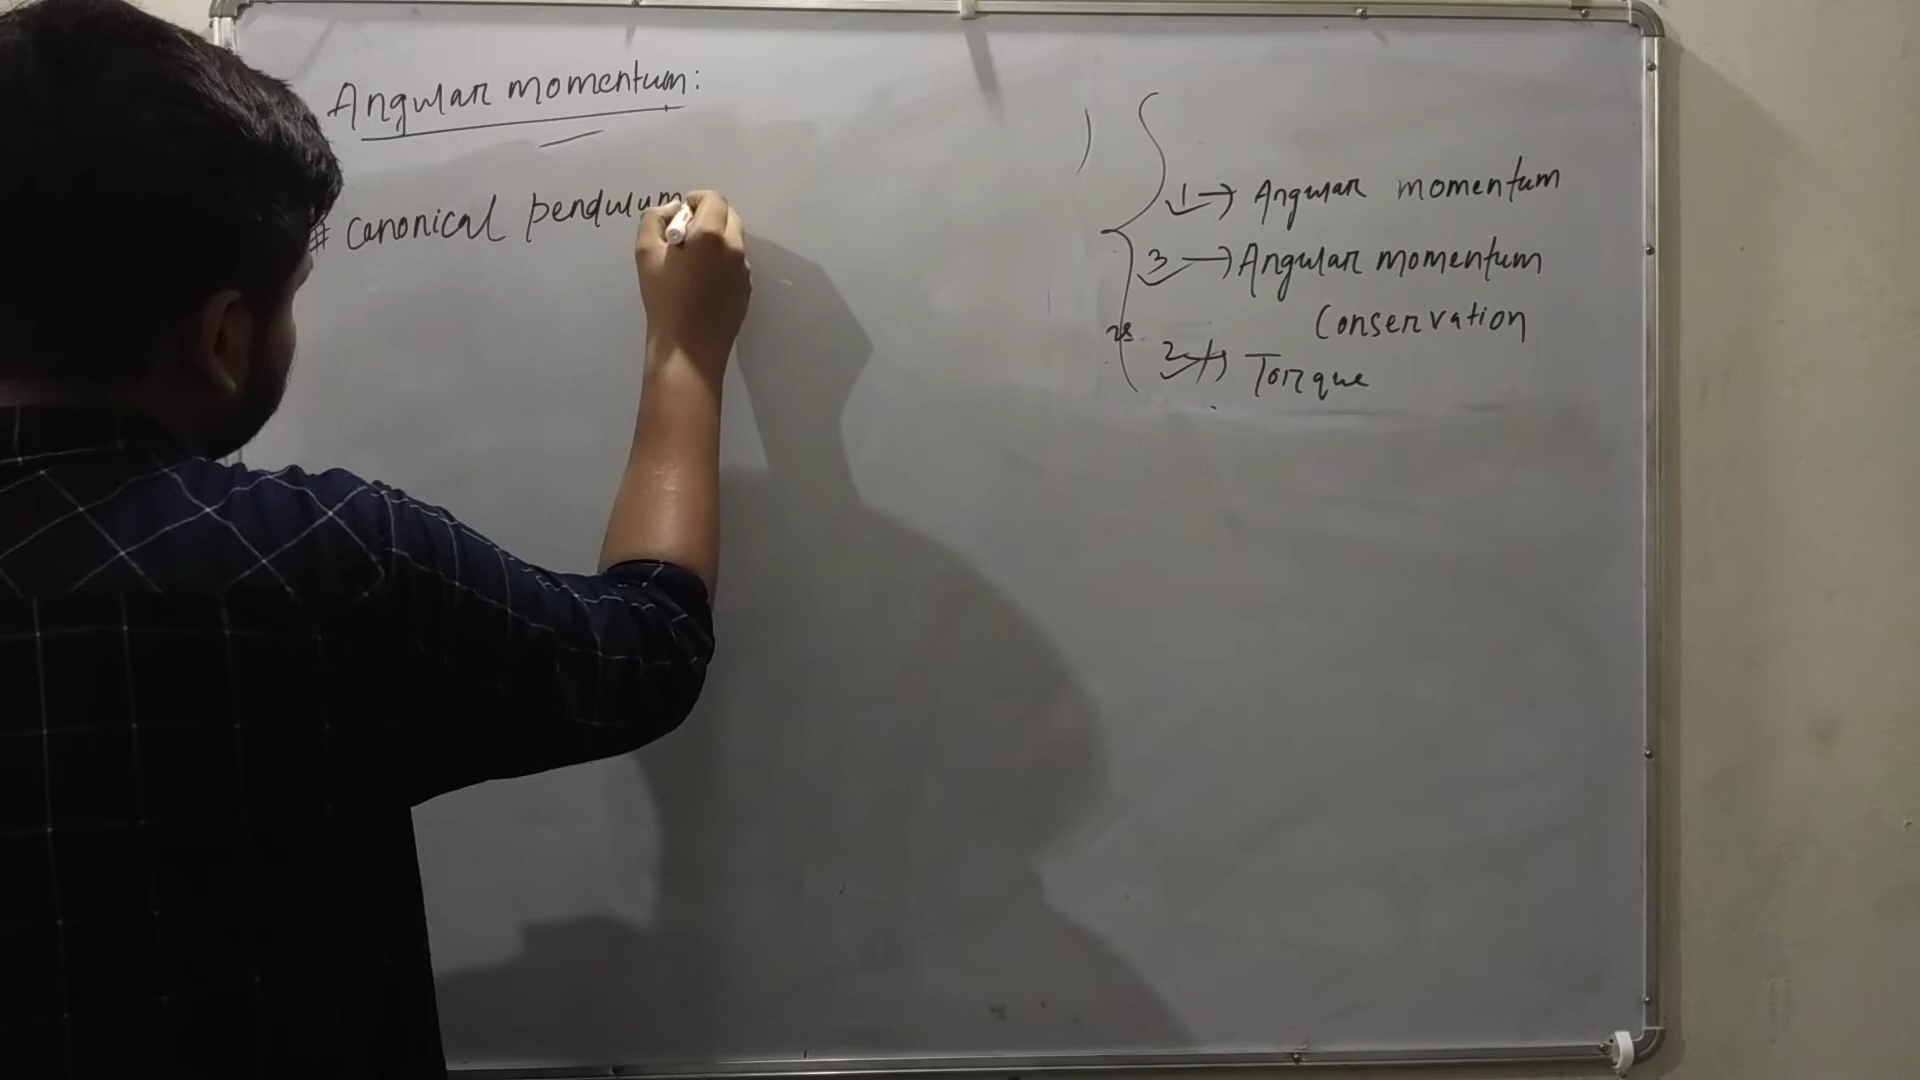 Angular momentum:
# canonical pendulum
1 → Angular momentum
3 → Angular momentum
Conservation
2 → Torque